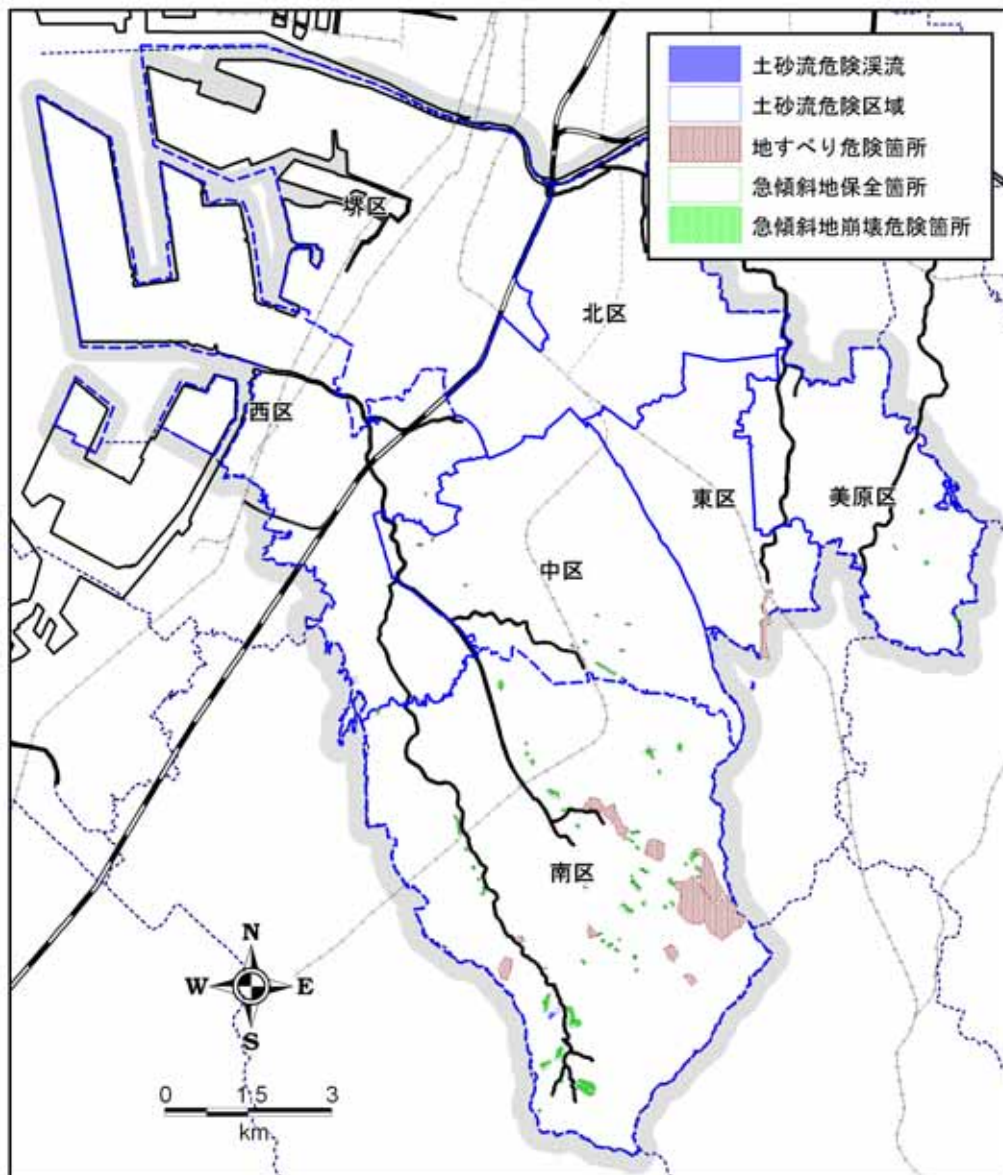 土砂流危険渓流
土砂流危険区域
地すべり危険箇所
急傾斜地保全箇所
急傾斜地崩壊危険箇所
堺区
北区
西区
東区
美原区
中区
南区
N
W
E
S
0
1.5
3
km